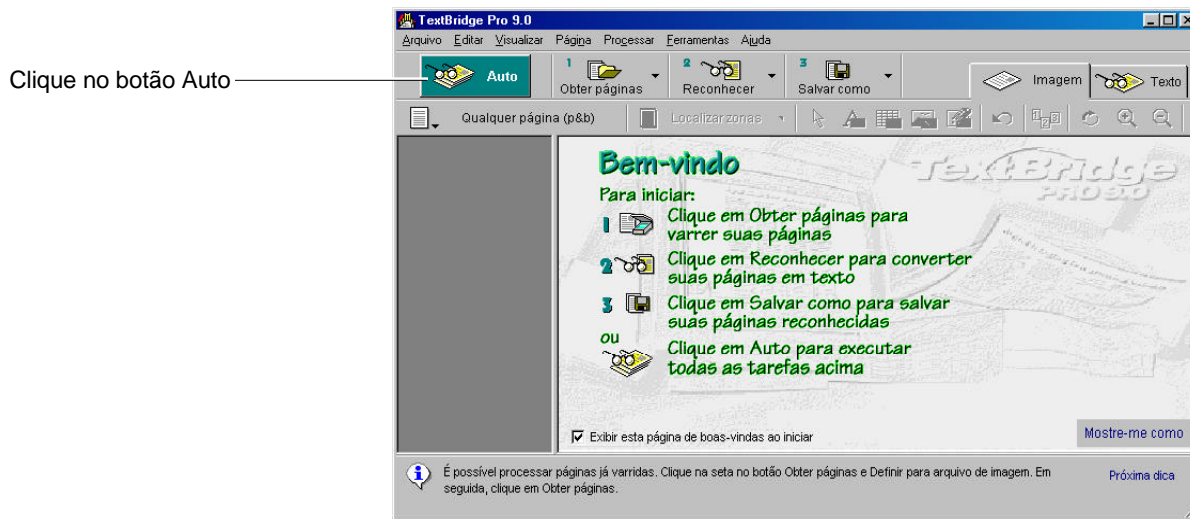 TextBridge Pro 9.0
Arquivo Editar Visualizar Página Processar Ferramentas Ajuda
Clique no botão Auto
Auto
1 Obter páginas
2 Reconhecer
3 Salvar como
Imagem
Texto
Qualquer página (p&b)
Localizar zonas
Bem-vindo
TextBridge
PRO 9.0
Para iniciar:
1 Clique em Obter páginas para
varrer suas páginas
2 Clique em Reconhecer para converter
suas páginas em texto
3 Clique em Salvar como para salvar
suas páginas reconhecidas
ou
Clique em Auto para executar
todas as tarefas acima
Exibir esta página de boas-vindas ao iniciar
Mostre-me como
É possível processar páginas já varridas. Clique na seta no botão Obter páginas e Definir para arquivo de imagem. Em
seguida, clique em Obter páginas.
Próxima dica